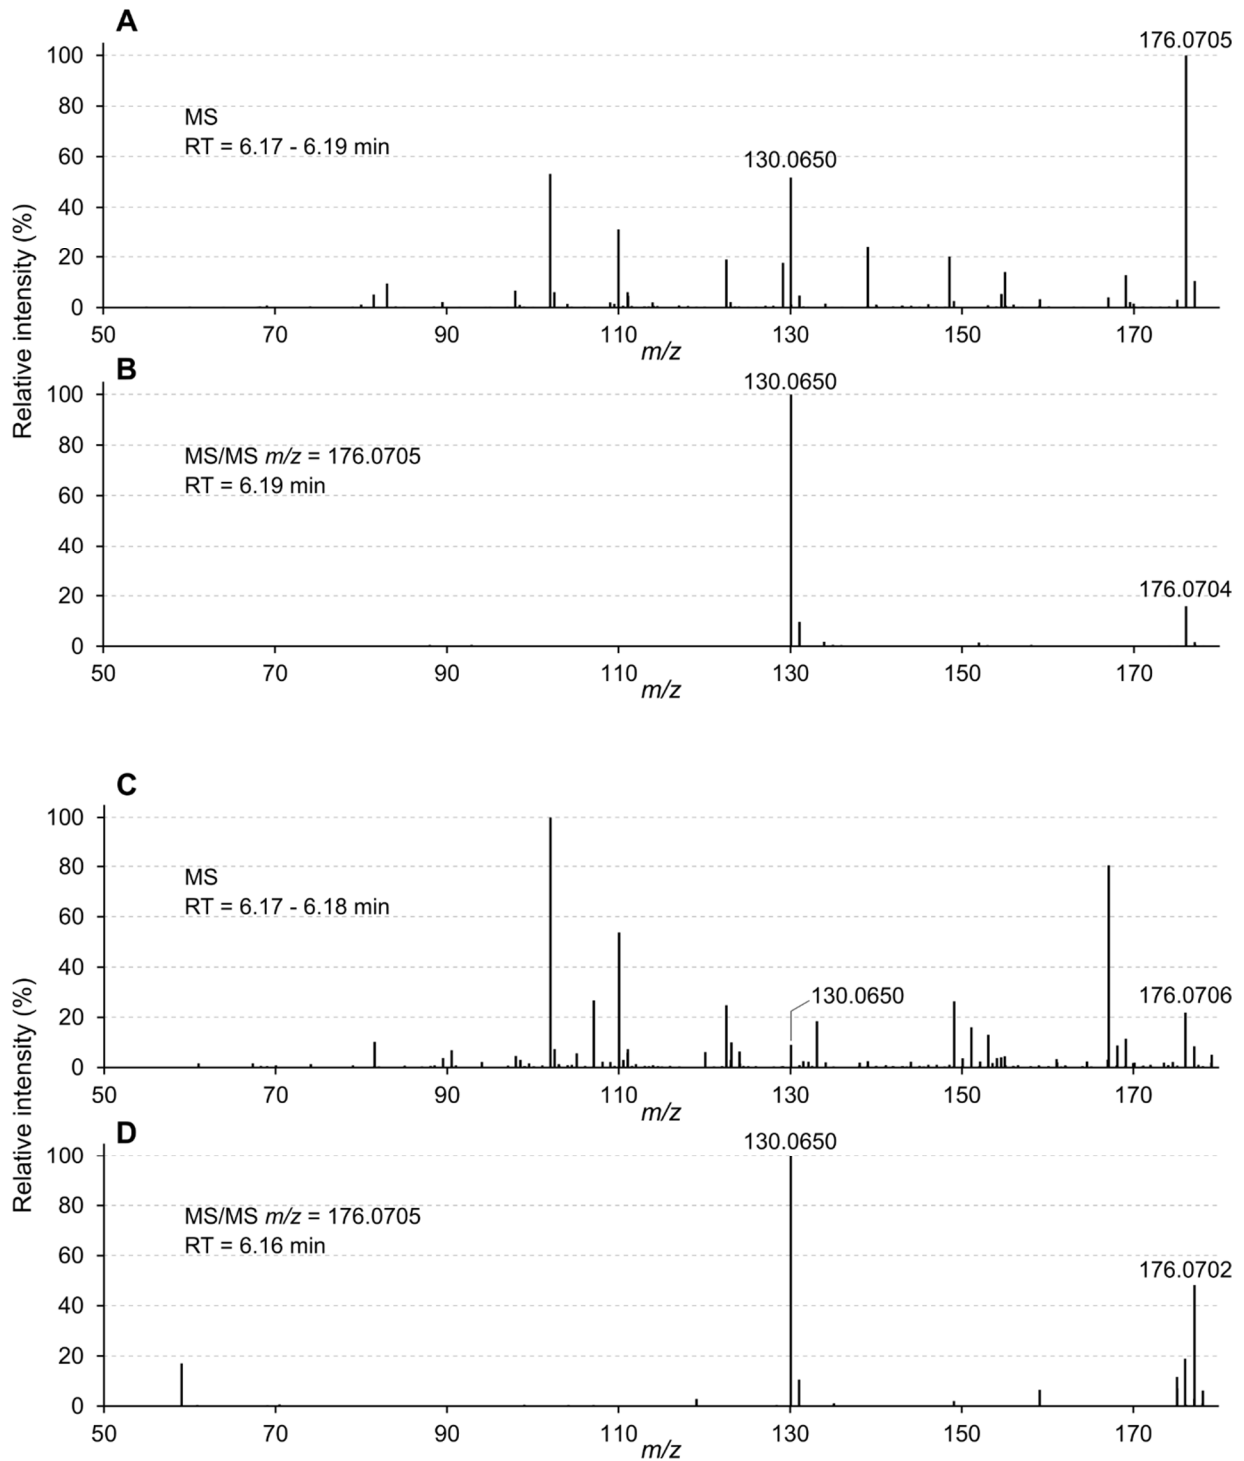 A
Relative intensity (%)
176.0705
100
80
60
40
20
0
MS
RT = 6.17 - 6.19 min
130.0650
50 70 90 110 130 150 170
m/z
B
130.0650
100
80
60
40
20
0
MS/MS m/z = 176.0705
RT = 6.19 min
176.0704
50 70 90 110 130 150 170
m/z
C
Relative intensity (%)
100
80
60
40
20
0
MS
RT = 6.17 - 6.18 min
130.0650
176.0706
50 70 90 110 130 150 170
m/z
D
130.0650
100
80
60
40
20
0
MS/MS m/z = 176.0705
RT = 6.16 min
176.0702
50 70 90 110 130 150 170
m/z